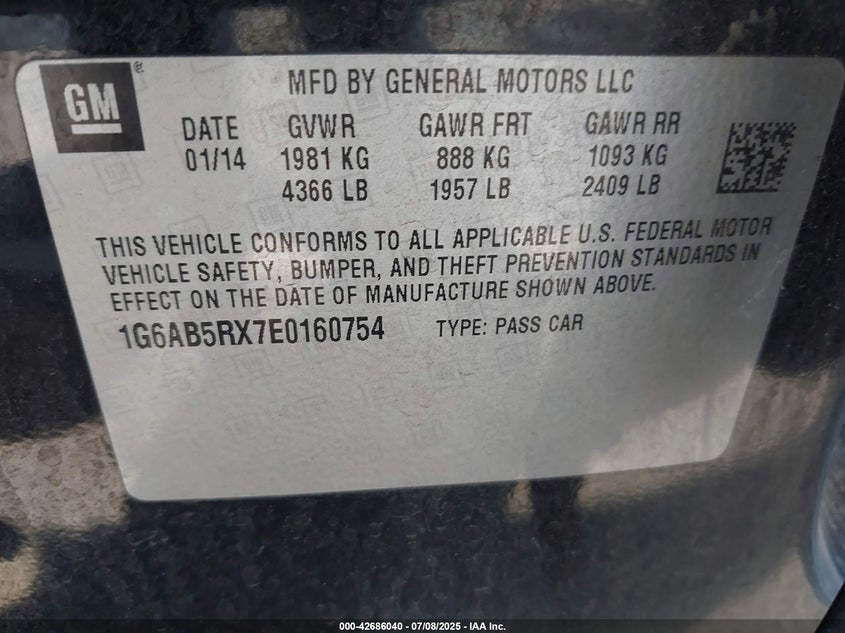 GM
MFD BY GENERAL MOTORS LLC
DATE GVWR GAWR FRT GAWR RR
01/14 1981 KG 888 KG 1093 KG
4366 LB 1957 LB 2409 LB
THIS VEHICLE CONFORMS TO ALL APPLICABLE U.S. FEDERAL MOTOR
VEHICLE SAFETY, BUMPER, AND THEFT PREVENTION STANDARDS IN
EFFECT ON THE DATE OF MANUFACTURE SHOWN ABOVE.
1G6AB5RX7E0160754 TYPE: PASS CAR
000-42686040 - 07/08/2025 - IAA Inc.